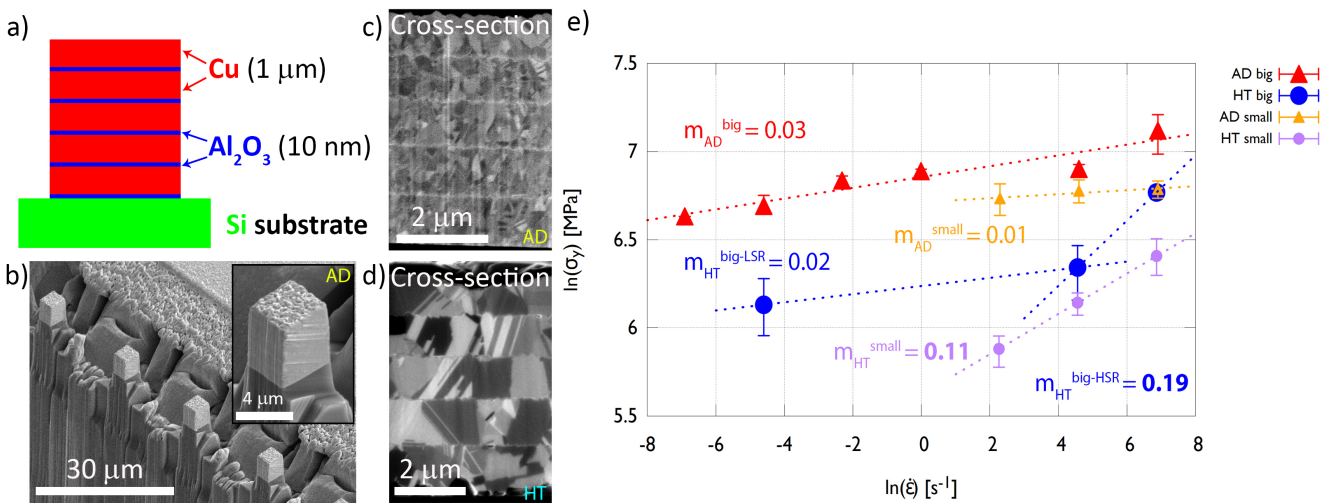 a)
Cu (1 μm)
Al2O3 (10 nm)
Si substrate
b)
AD
4 μm
30 μm
c)
Cross-section
2 μm
AD
d)
Cross-section
2 μm
HT
e)
7.5
7
6.5
6
5.5
ln(σy) [MPa]
-8 -6 -4 -2 0 2 4 6 8
ln(ε̇) [s-1]
mADbig = 0.03
mADsmall = 0.01
mHTbig-LSR = 0.02
mHTsmall = 0.11
mHTbig-HSR = 0.19
AD big
HT big
AD small
HT small